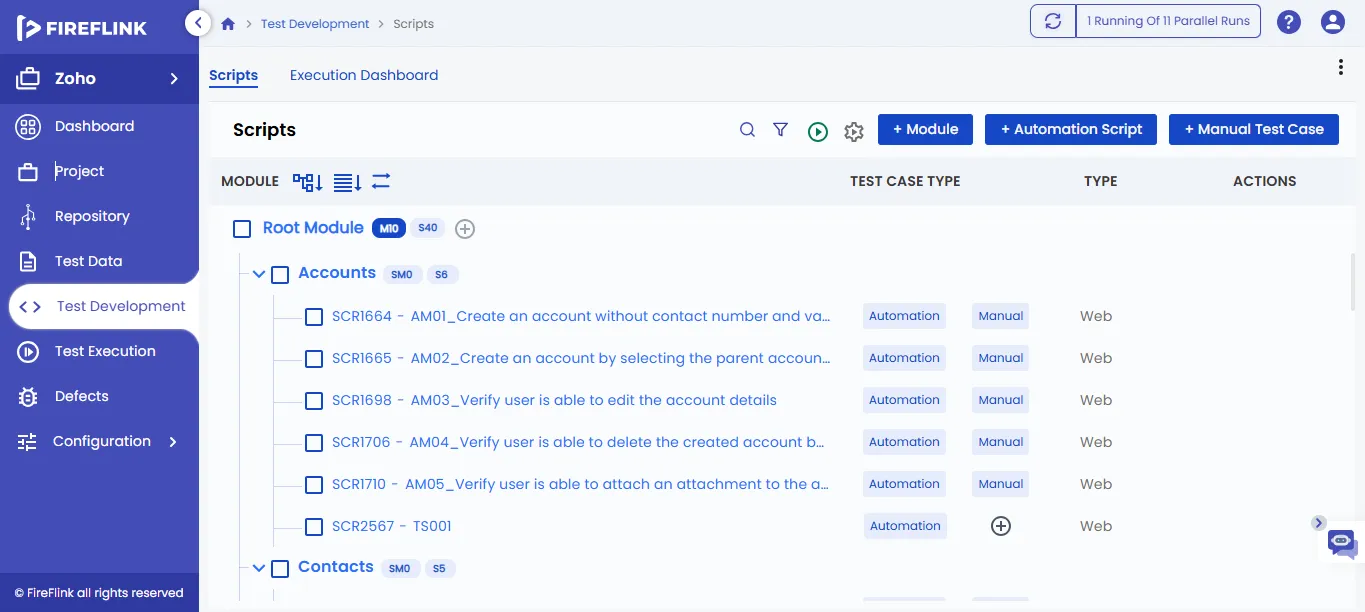 FIREFLINK
Test Development Scripts
1 Running Of 11 Parallel Runs
Zoho
Dashboard
Project
Repository
Test Data
Test Development
Test Execution
Defects
Configuration
© FireFlink all rights reserved
Scripts Execution Dashboard
Scripts
+ Module + Automation Script + Manual Test Case
MODULE TEST CASE TYPE TYPE ACTIONS
Root Module M10 S40
Accounts SM0 S6
SCR1664 - AM01_Create an account without contact number and va... Automation Manual Web
SCR1665 - AM02_Create an account by selecting the parent accoun... Automation Manual Web
SCR1698 - AM03_Verify user is able to edit the account details Automation Manual Web
SCR1706 - AM04_Verify user is able to delete the created account b... Automation Manual Web
SCR1710 - AM05_Verify user is able to attach an attachment to the a... Automation Manual Web
SCR2567 - TS001 Automation Web
Contacts SM0 S5